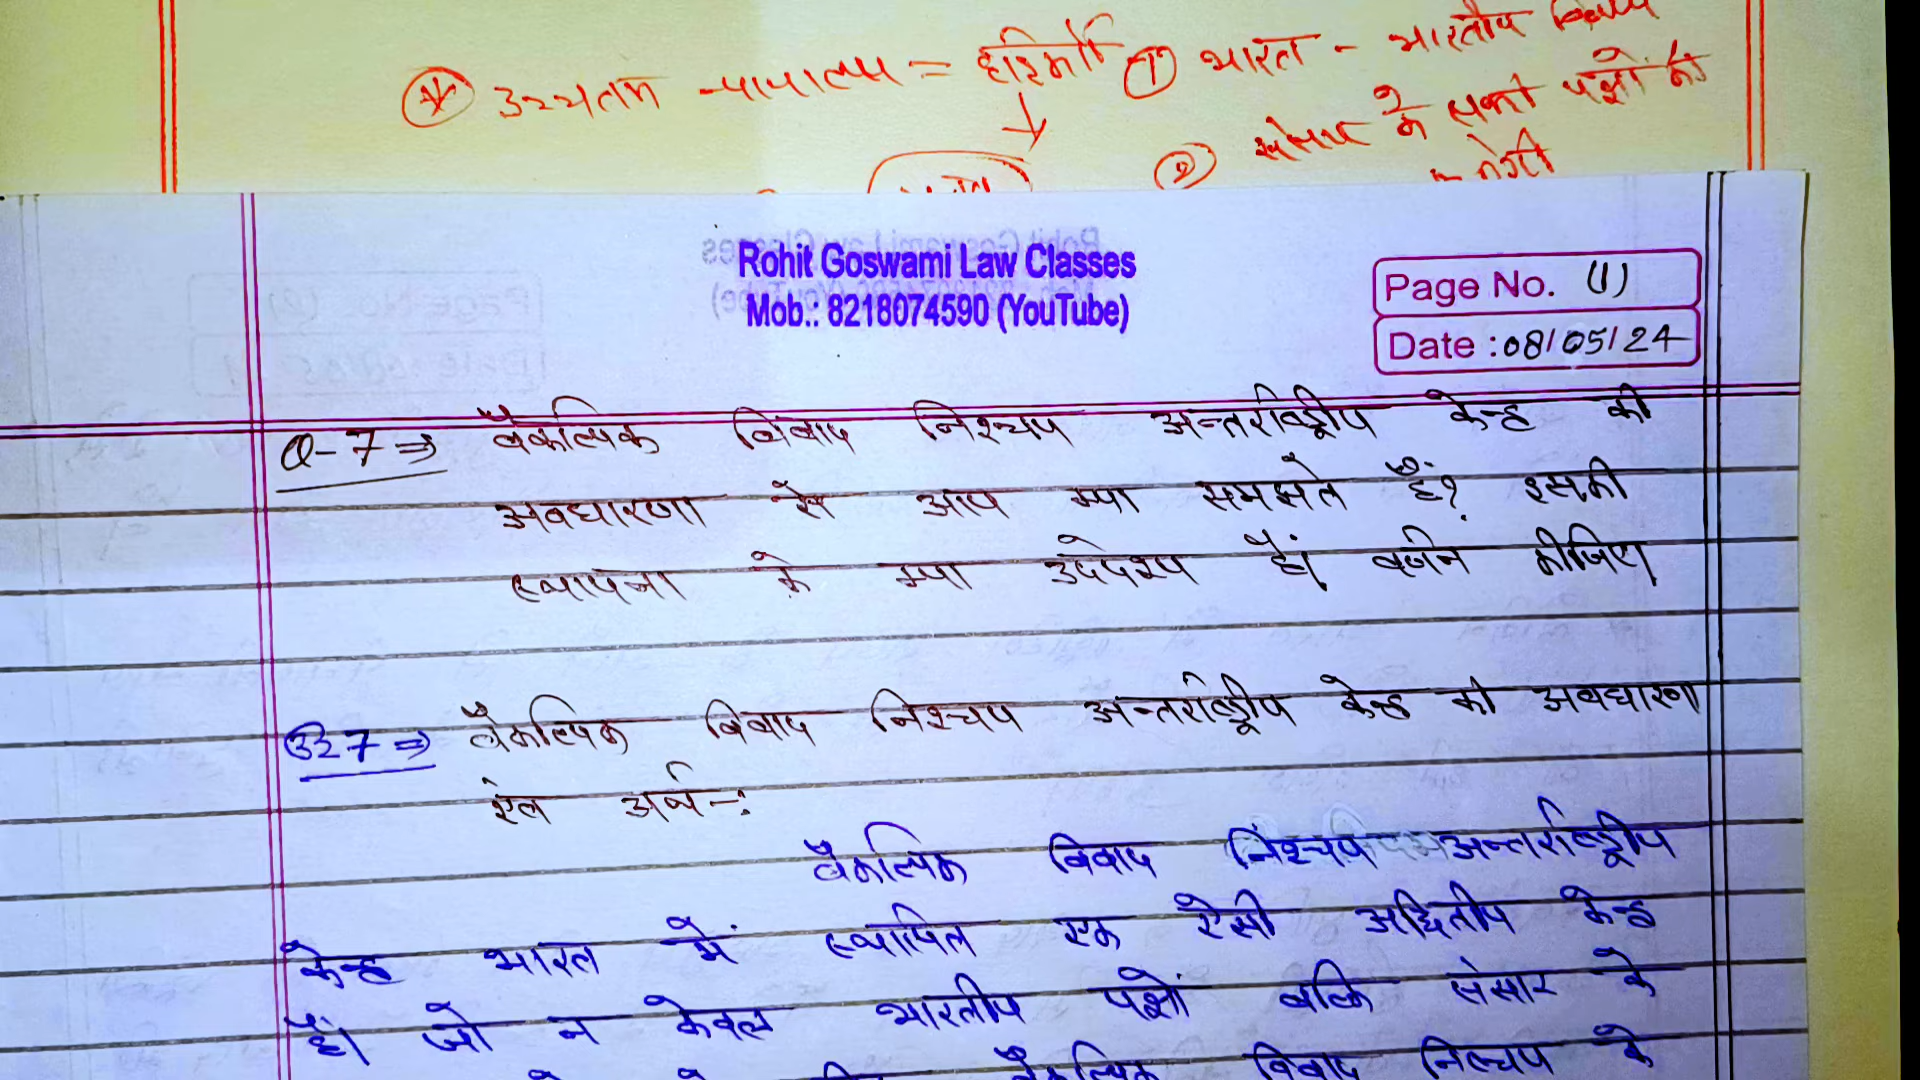 उच्चतम न्यायालय = हरिमों ① भारत - भारतीय
② संसार के सभी पक्षों को
Rohit Goswami Law Classes
Mob.: 8218074590 (YouTube)
Page No. (1)
Date : 08/05/24
Q-7 ⇒ वैकल्पिक विवाद निश्चय अन्तर्राष्ट्रीय केन्द्र की
अवधारणा से आप क्या समझते हैं? इसकी
स्थापना के क्या उददेश्य हैं। वर्णन कीजिए।
उ27 ⇒ वैकल्पिक विवाद निश्चय अन्तर्राष्ट्रीय केन्द्र की अवधारणा
एंव अर्थ -:
वैकल्पिक विवाद निश्चय अन्तर्राष्ट्रीय
केन्द्र भारत में स्थापित एक ऐसी अद्वितीय केन्द्र
हैं। जो न केवल भारतीय पक्षों बल्कि संसार के
वैकल्पिक विवाद निश्चय के